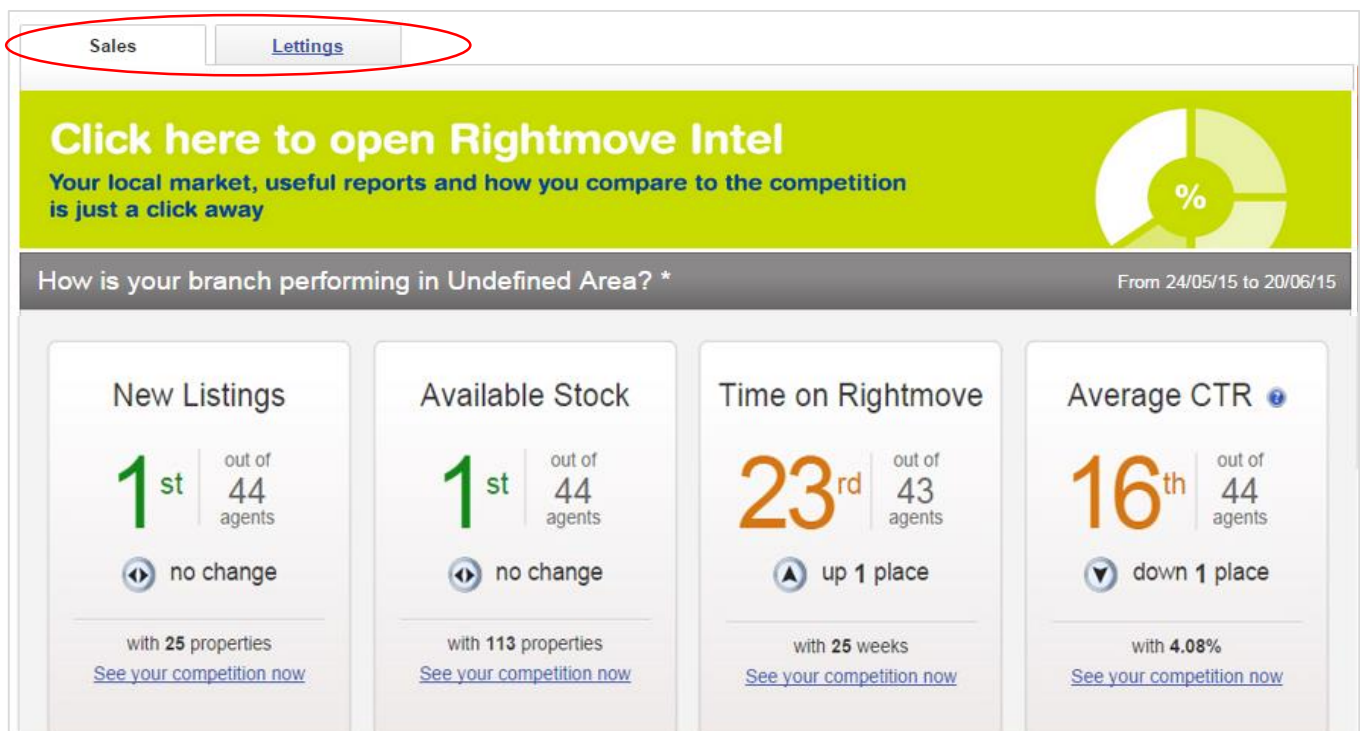 Sales
Lettings
Click here to open Rightmove Intel
Your local market, useful reports and how you compare to the competition
is just a click away
%
How is your branch performing in Undefined Area? *
From 24/05/15 to 20/06/15
New Listings
1st
out of
44
agents
no change
with 25 properties
See your competition now
Available Stock
1st
out of
44
agents
no change
with 113 properties
See your competition now
Time on Rightmove
23rd
out of
43
agents
up 1 place
with 25 weeks
See your competition now
Average CTR ?
16th
out of
44
agents
down 1 place
with 4.08%
See your competition now